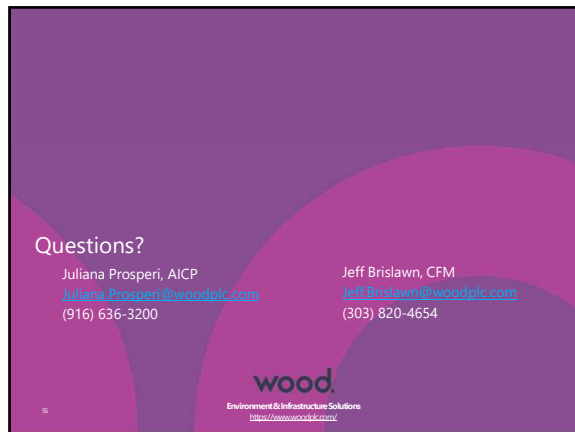 Questions?
Juliana Prosperi, AICP
Juliana.Prosperi@woodplc.com
(916) 636-3200
Jeff Brislawn, CFM
Jeff.Brislawn@woodplc.com
(303) 820-4654
wood.
Environment & Infrastructure Solutions
https://www.woodplc.com/
55